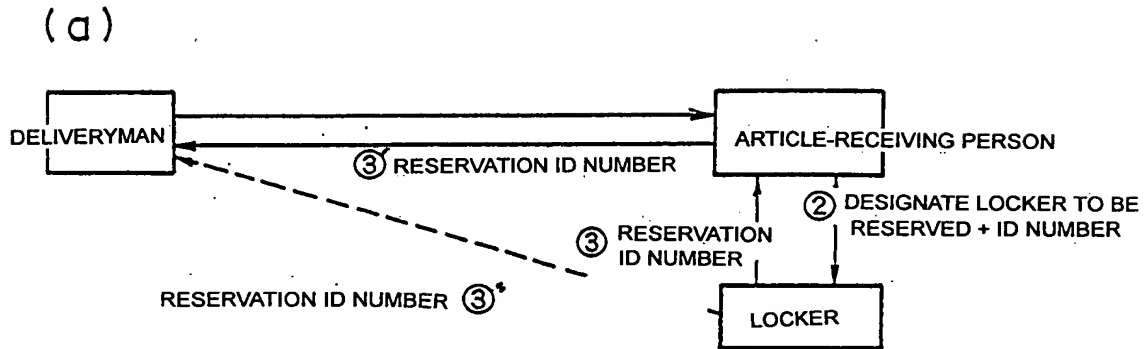 (a)
DELIVERYMAN
ARTICLE-RECEIVING PERSON
③' RESERVATION ID NUMBER
② DESIGNATE LOCKER TO BE
RESERVED + ID NUMBER
③ RESERVATION
ID NUMBER
RESERVATION ID NUMBER ③"
LOCKER